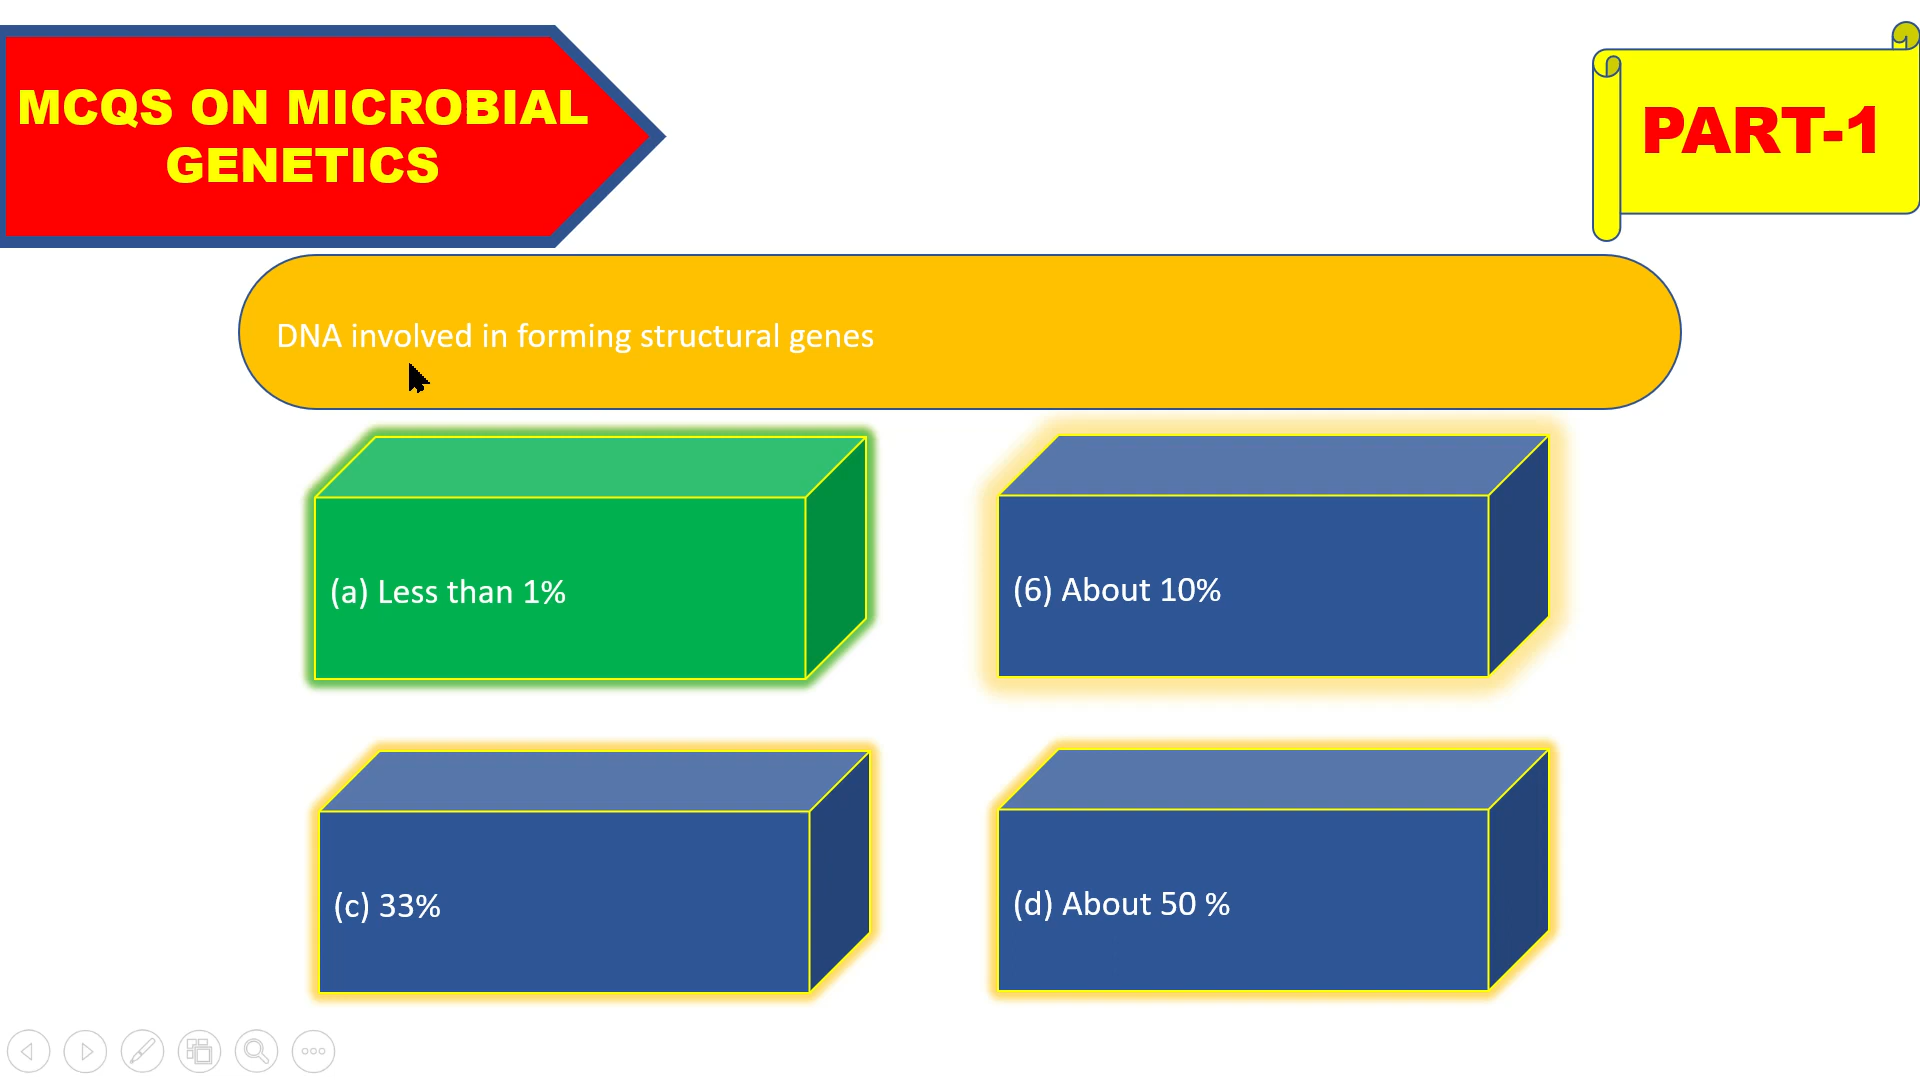 MCQS ON MICROBIAL
GENETICS
PART-1
DNA involved in forming structural genes
(a) Less than 1%
(6) About 10%
(c) 33%
(d) About 50 %